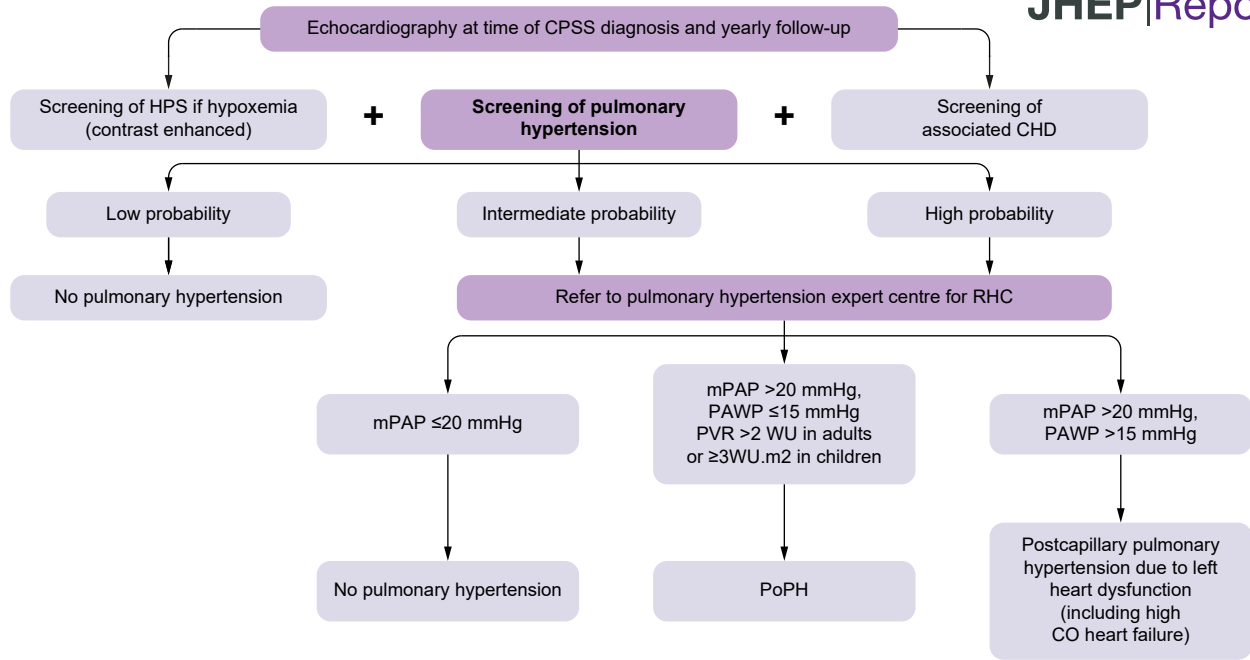 JHEP|Repo
Echocardiography at time of CPSS diagnosis and yearly follow-up
Screening of HPS if hypoxemia
(contrast enhanced)
+
Screening of pulmonary
hypertension
+
Screening of
associated CHD
Low probability
Intermediate probability
High probability
No pulmonary hypertension
Refer to pulmonary hypertension expert centre for RHC
mPAP ≤20 mmHg
mPAP >20 mmHg,
PAWP ≤15 mmHg
PVR >2 WU in adults
or ≥3WU.m2 in children
mPAP >20 mmHg,
PAWP >15 mmHg
No pulmonary hypertension
PoPH
Postcapillary pulmonary
hypertension due to left
heart dysfunction
(including high
CO heart failure)